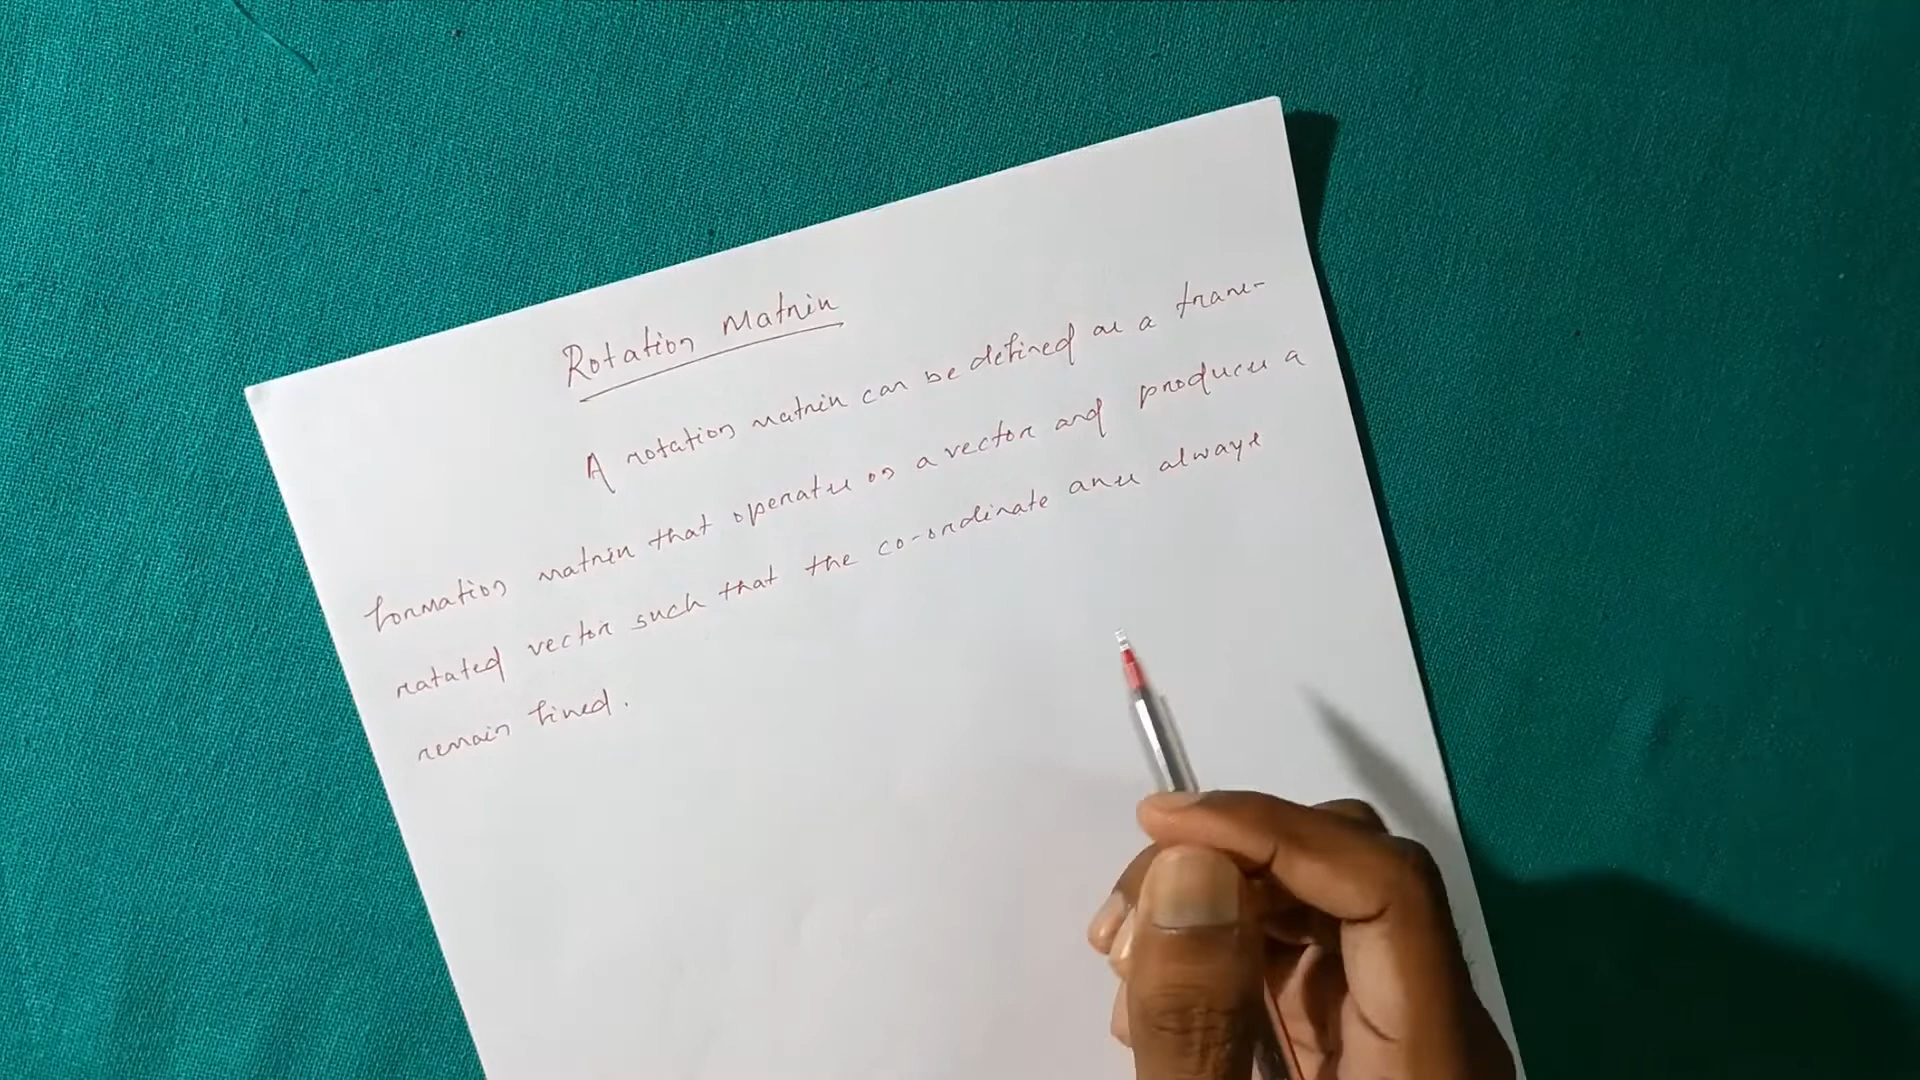 Rotation Matrix
A rotation matrix can be defined as a trans-
formation matrix that operates on a vector and produces a
rotated vector such that the co-ordinate axes always
remain fixed.